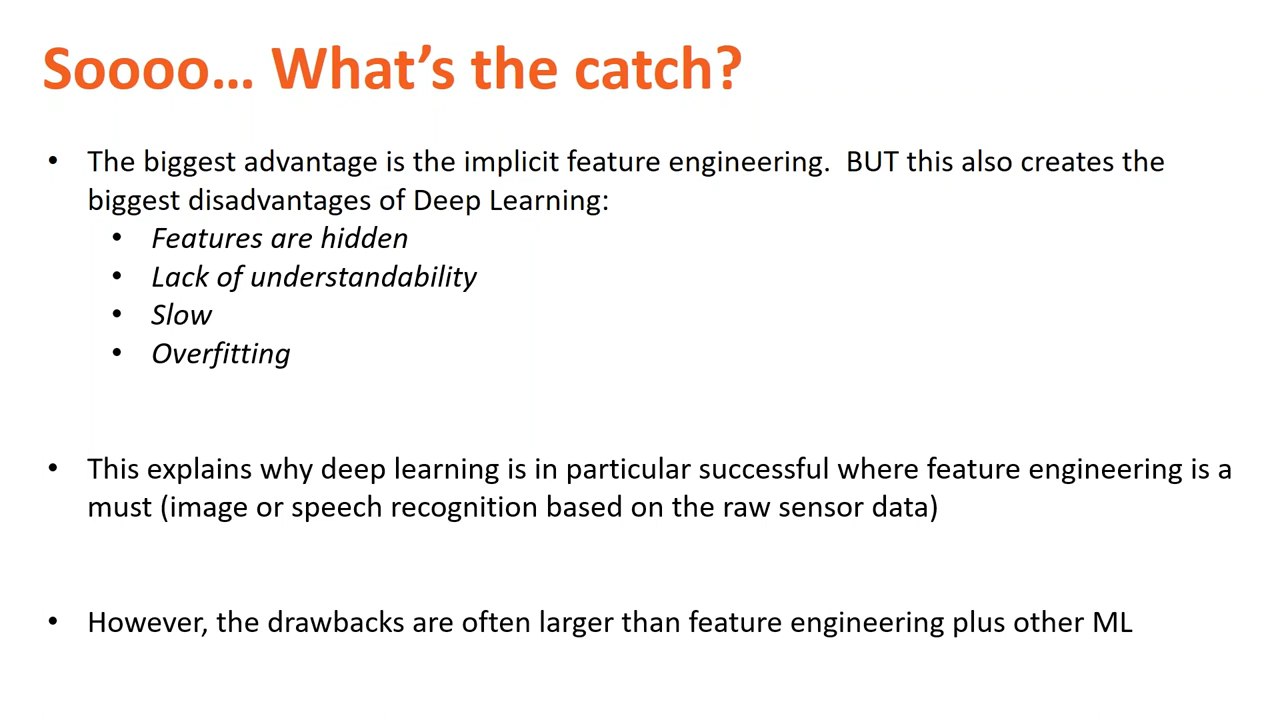 Soooo… What’s the catch?
• The biggest advantage is the implicit feature engineering.  BUT this also creates the
biggest disadvantages of Deep Learning:
• Features are hidden
• Lack of understandability
• Slow
• Overfitting
• This explains why deep learning is in particular successful where feature engineering is a
must (image or speech recognition based on the raw sensor data)
• However, the drawbacks are often larger than feature engineering plus other ML